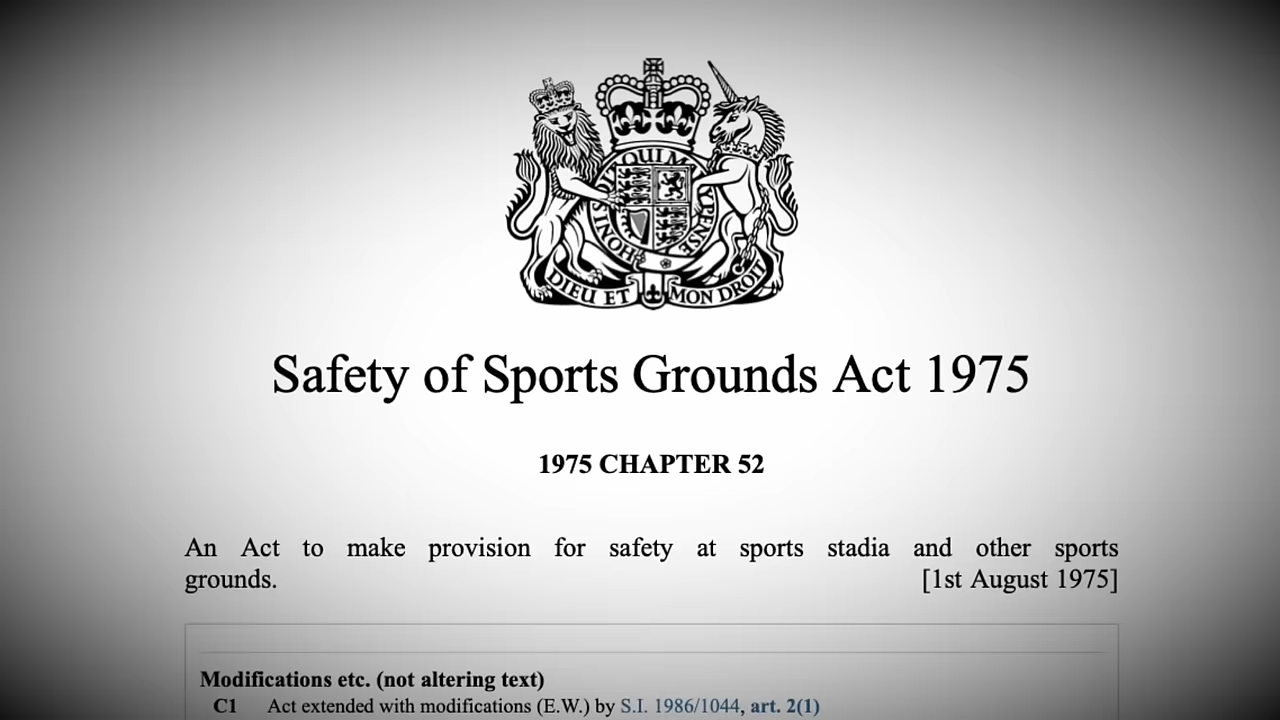 QUI M
HONI S
PENSE
DIEU ET MON DROIT
Safety of Sports Grounds Act 1975
1975 CHAPTER 52
An Act to make provision for safety at sports stadia and other sports
grounds. [1st August 1975]
Modifications etc. (not altering text)
C1 Act extended with modifications (E.W.) by S.I. 1986/1044, art. 2(1)